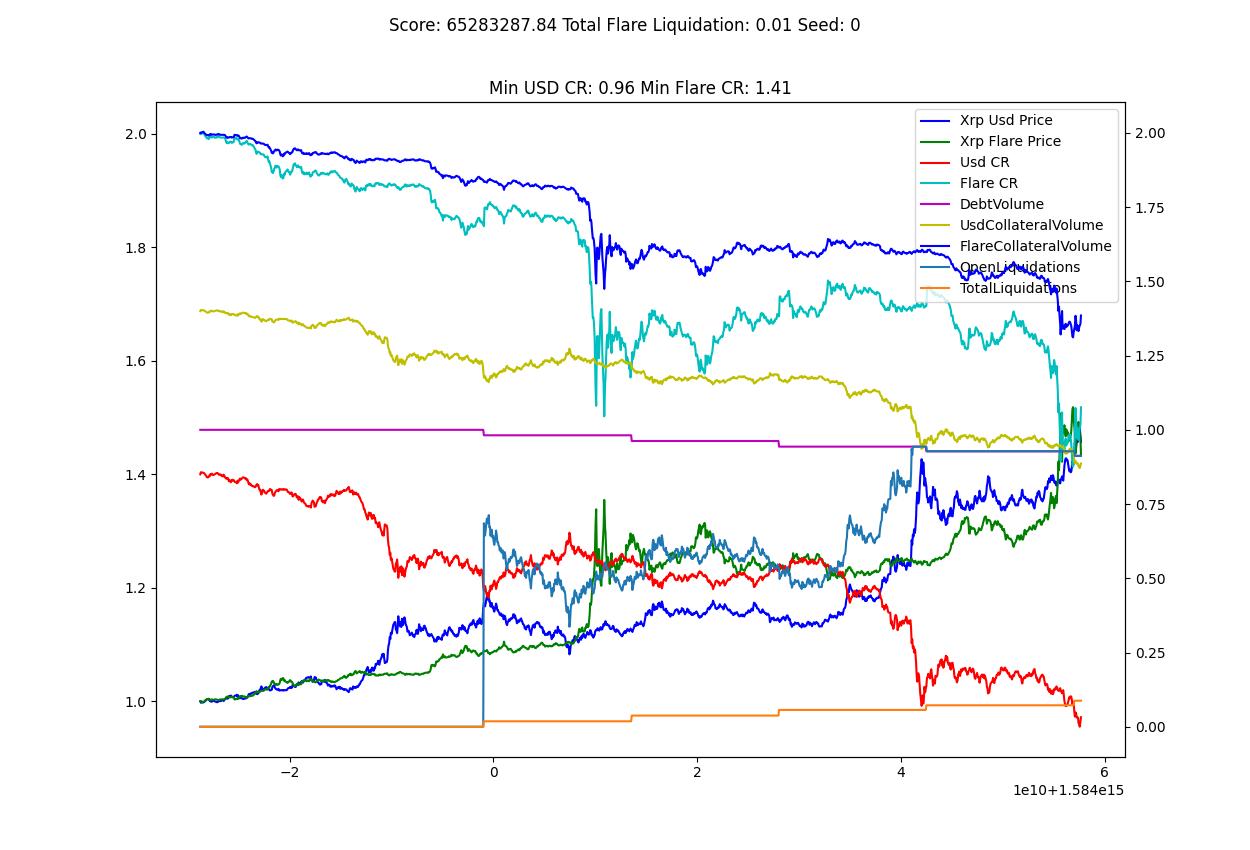 Score: 65283287.84 Total Flare Liquidation: 0.01 Seed: 0
Min USD CR: 0.96 Min Flare CR: 1.41
Xrp Usd Price
Xrp Flare Price
Usd CR
Flare CR
DebtVolume
UsdCollateralVolume
FlareCollateralVolume
OpenLiquidations
TotalLiquidations
2.0
1.8
1.6
1.4
1.2
1.0
2.00
1.75
1.50
1.25
1.00
0.75
0.50
0.25
0.00
−2
0
2
4
6
1e10+1.584e15